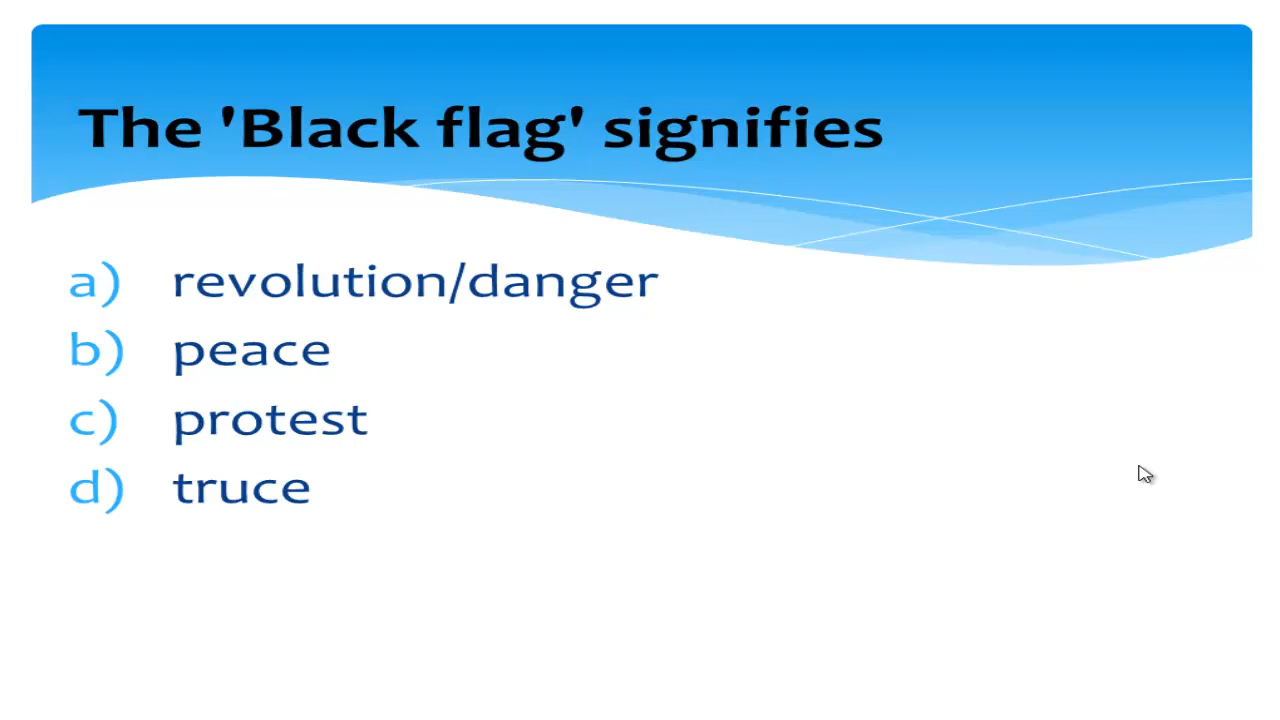 The 'Black flag' signifies
a) revolution/danger
b) peace
c) protest
d) truce